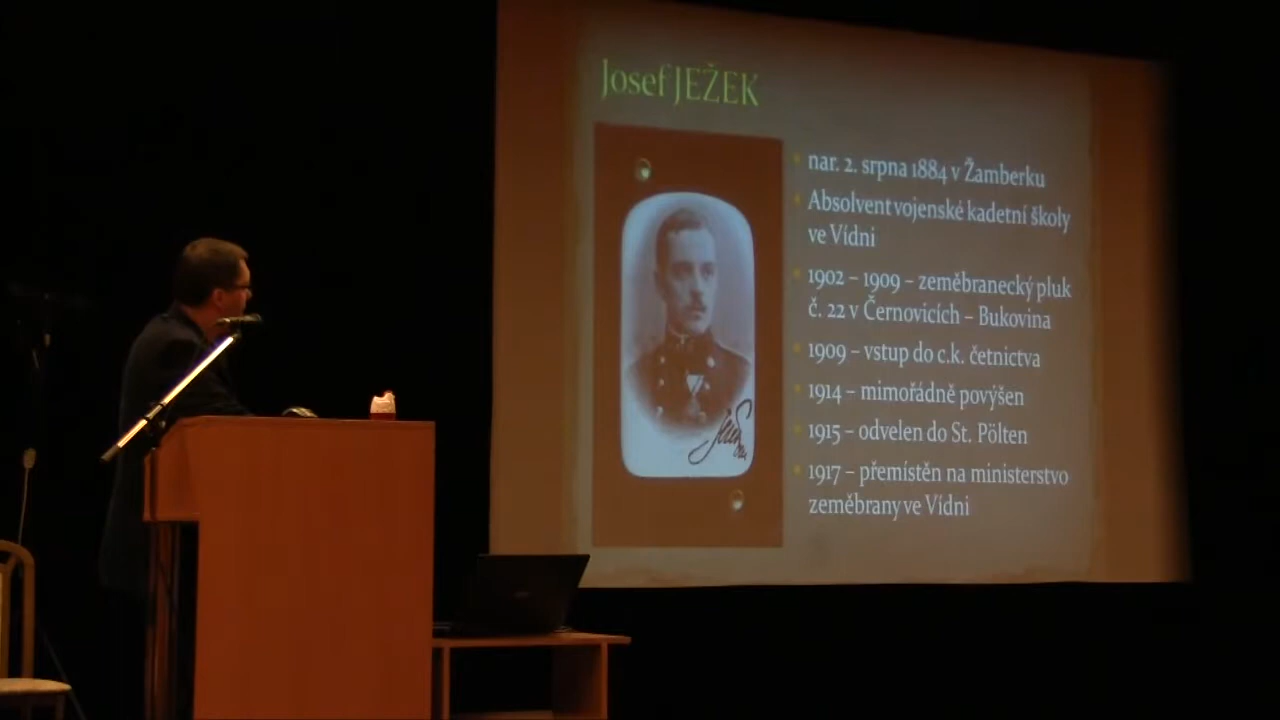 Josef JEŽEK
nar. 2. srpna 1884 v Žamberku
Absolvent vojenské kadetní školy
ve Vídni
1902 – 1909 – zeměbranecký pluk
č. 22 v Černovicích – Bukovina
1909 – vstup do c.k. četnictva
1914 – mimořádně povýšen
1915 – odvelen do St. Pölten
1917 – přemístěn na ministerstvo
zeměbrany ve Vídni